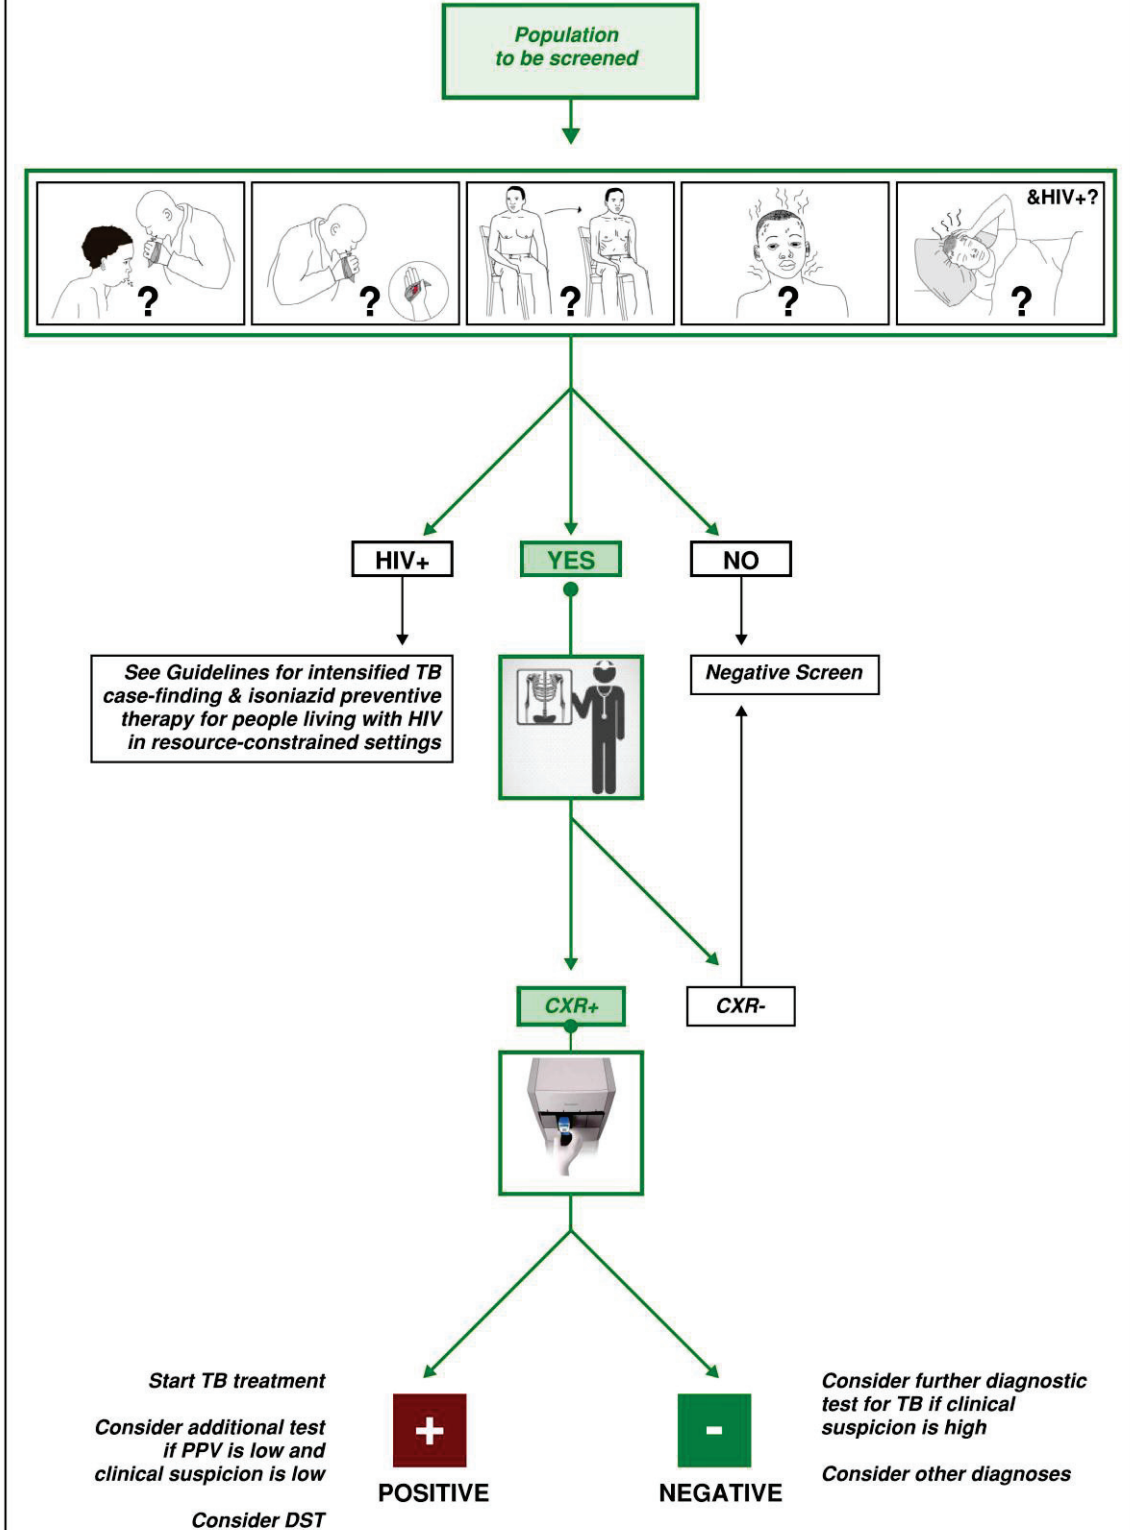 Population
to be screened
?
?
?
?
&HIV+?
?
HIV+
YES
NO
See Guidelines for intensified TB
case-finding & isoniazid preventive
therapy for people living with HIV
in resource-constrained settings
Negative Screen
CXR+
CXR-
Start TB treatment
Consider additional test
if PPV is low and
clinical suspicion is low
Consider DST
+
POSITIVE
-
NEGATIVE
Consider further diagnostic
test for TB if clinical
suspicion is high
Consider other diagnoses